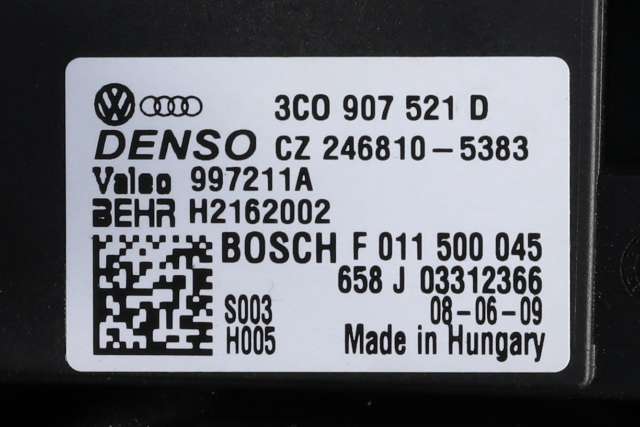 3C0 907 521 D
DENSO CZ 246810-5383
Valeo 997211A
BEHR H2162002
BOSCH F 011 500 045
658 J 03312366
S003 08-06-09
H005 Made in Hungary